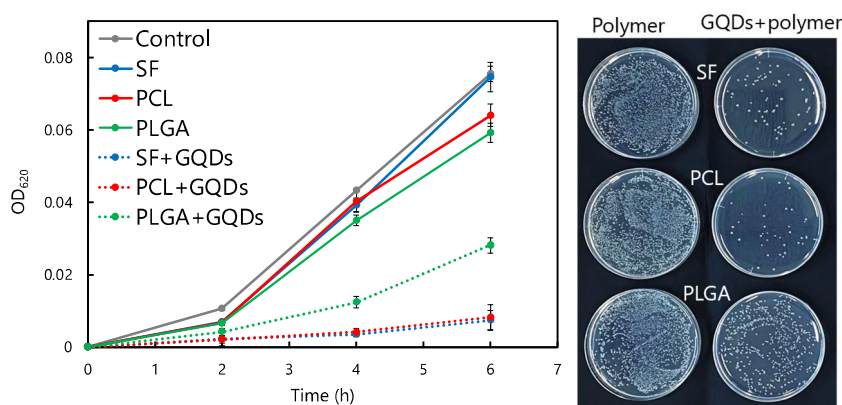 Control
SF
PCL
PLGA
SF+GQDs
PCL+GQDs
PLGA+GQDs
0.08
0.06
0.04
0.02
0
OD620
0 1 2 3 4 5 6 7
Time (h)
Polymer GQDs+polymer
SF
PCL
PLGA